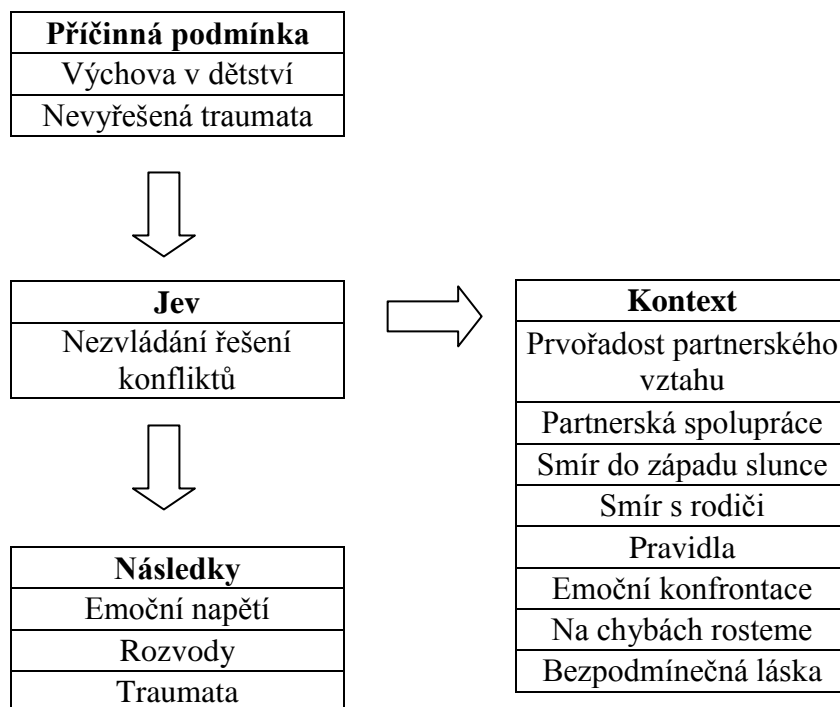 Příčinná podmínka
Výchova v dětství
Nevyřešená traumata
Jev
Nezvládání řešení
konfliktů
Kontext
Prvořadost partnerského
vztahu
Partnerská spolupráce
Smír do západu slunce
Smír s rodiči
Pravidla
Emoční konfrontace
Na chybách rosteme
Bezpodmínečná láska
Následky
Emoční napětí
Rozvody
Traumata